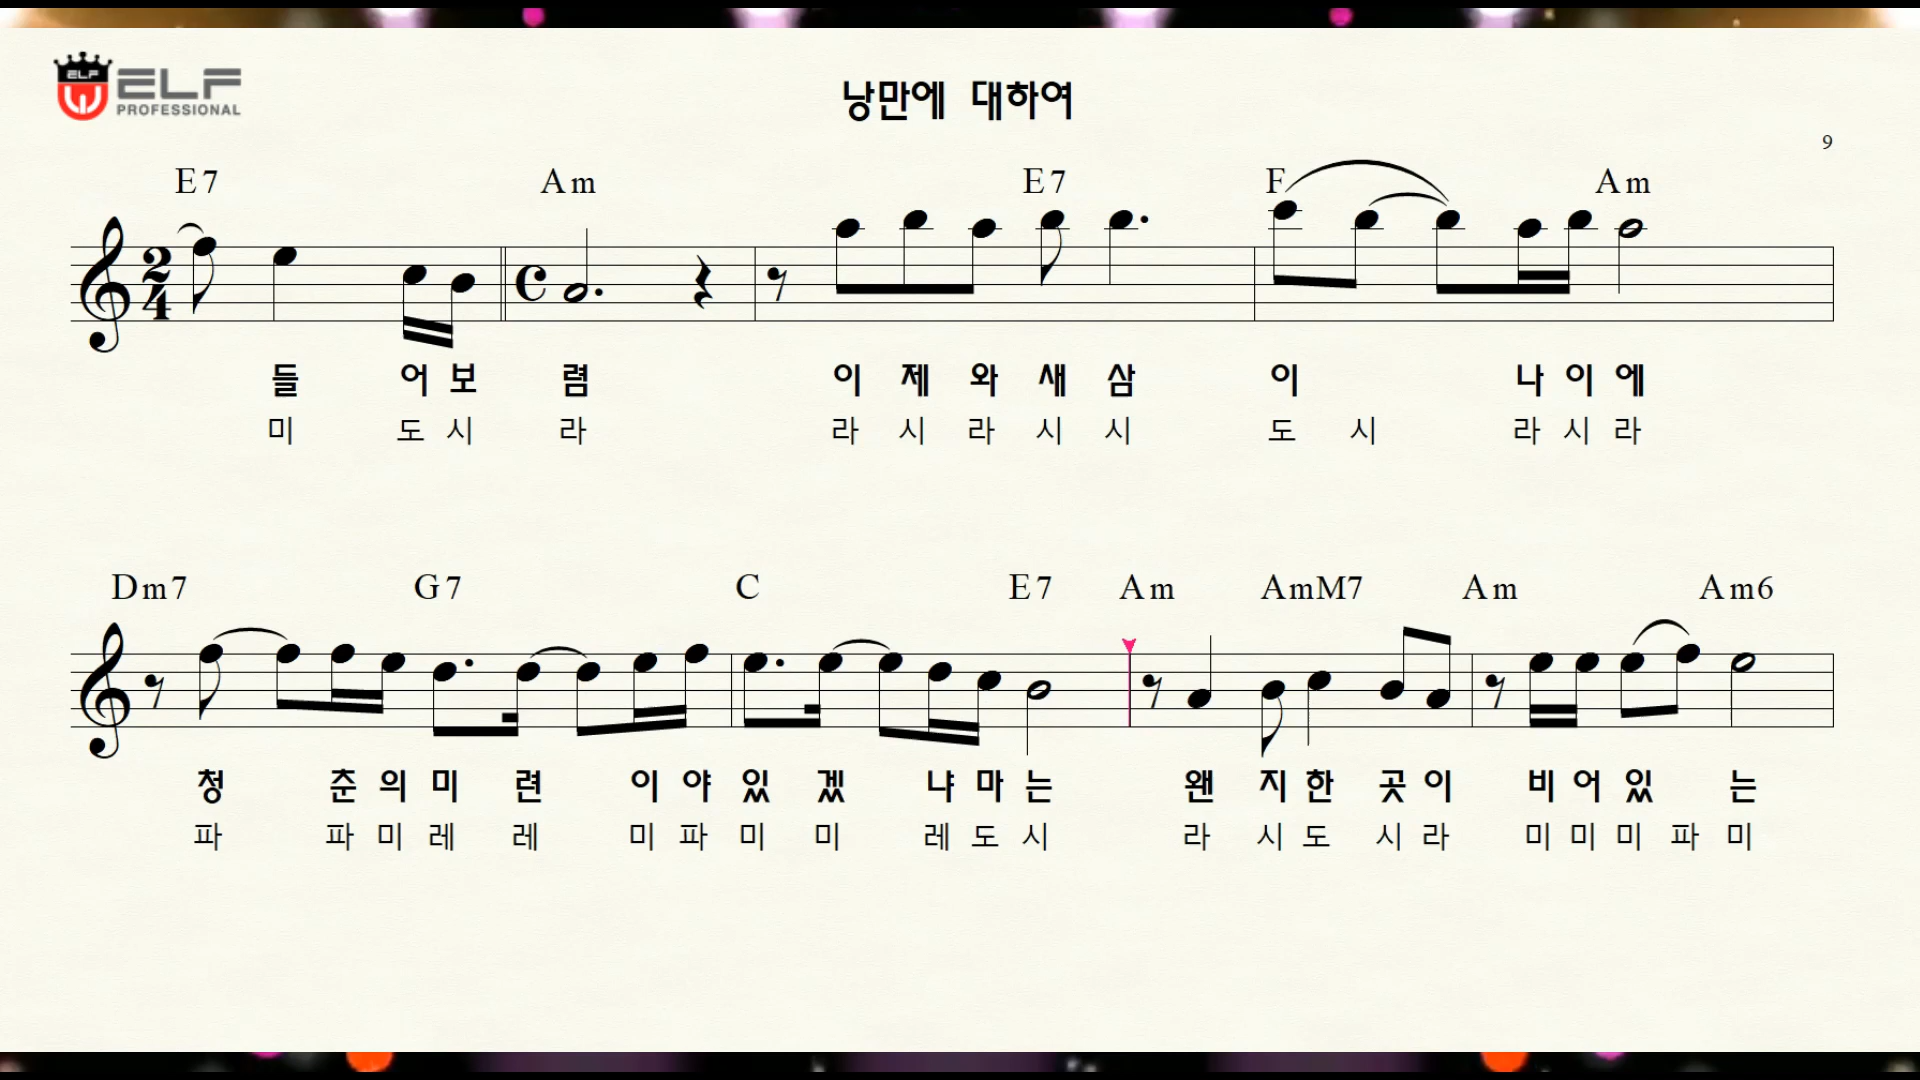 ELF
ELF
PROFESSIONAL
낭만에 대하여
9
E7 Am E7 F Am
2
4
들 어 보 렴 이 제 와 새 삼 이 나 이 에
미 도 시 라 라 시 라 시 시 도 시 라 시 라
Dm7 G7 C E7 Am AmM7 Am Am6
청 춘 의 미 련 이 야 있 겠 냐 마 는 왠 지 한 곳 이 비 어 있 는
파 파 미 레 레 미 파 미 미 레 도 시 라 시 도 시 라 미 미 미 파 미